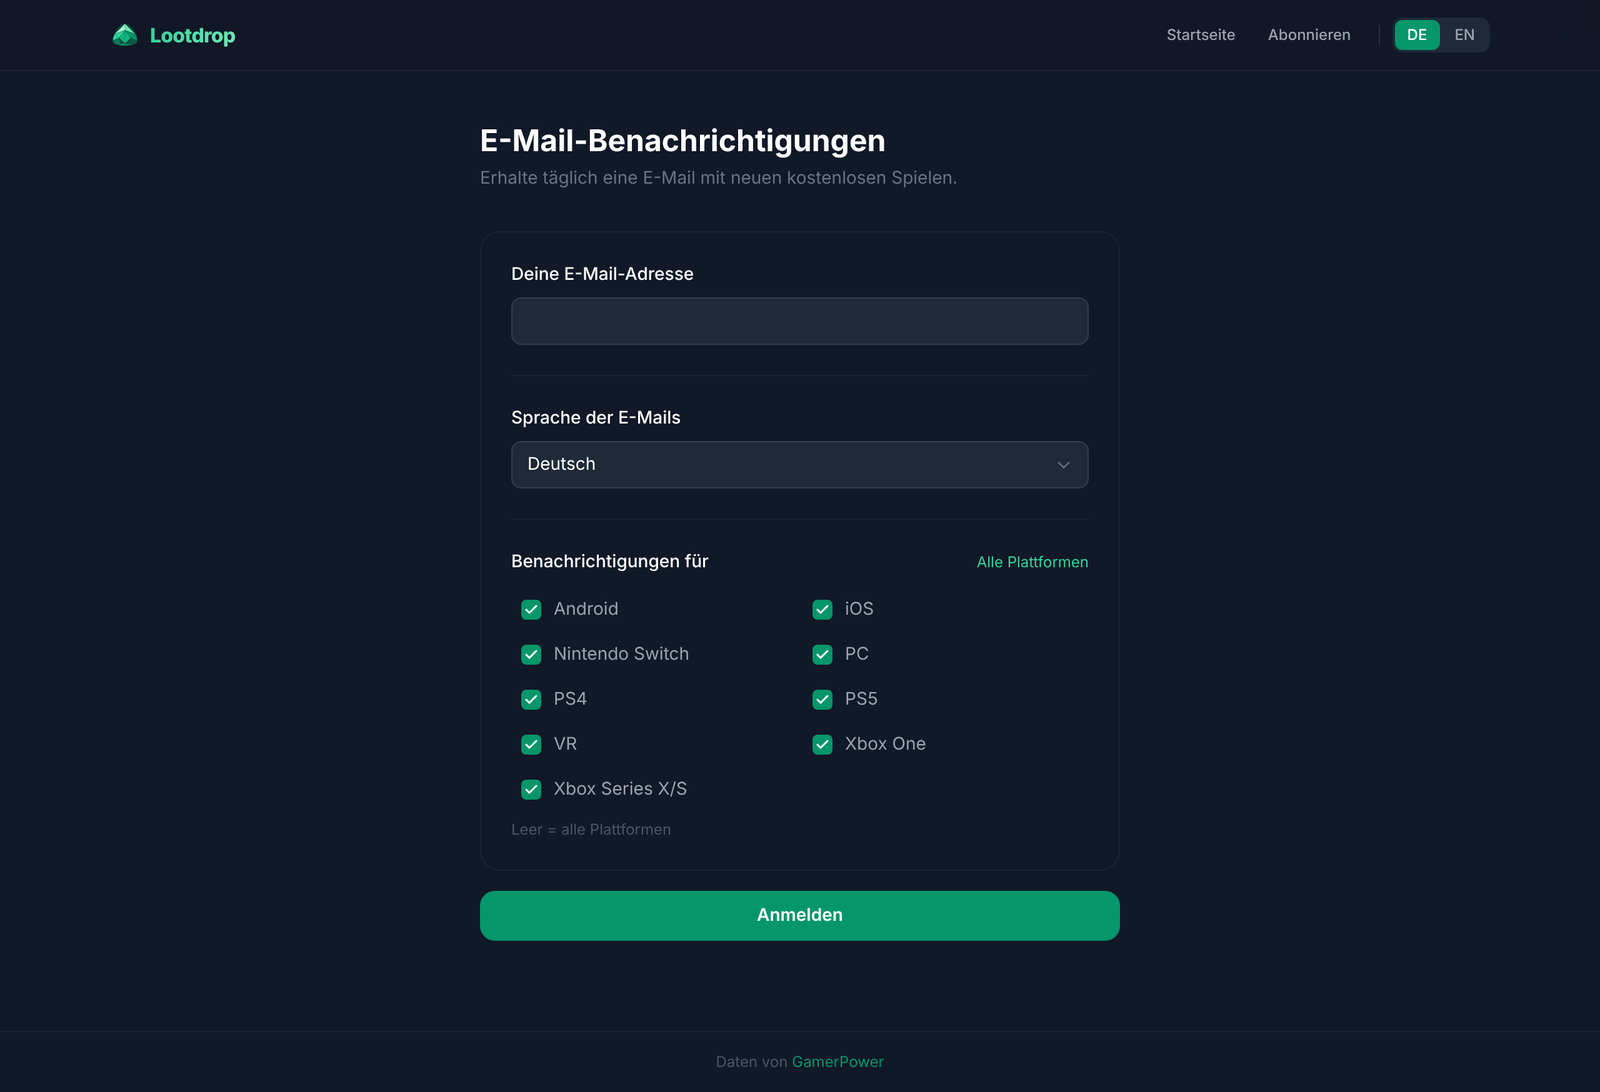 Lootdrop
Startseite
Abonnieren
DE
EN
E-Mail-Benachrichtigungen
Erhalte täglich eine E-Mail mit neuen kostenlosen Spielen.
Deine E-Mail-Adresse
Sprache der E-Mails
Deutsch
Benachrichtigungen für
Alle Plattformen
Android
iOS
Nintendo Switch
PC
PS4
PS5
VR
Xbox One
Xbox Series X/S
Leer = alle Plattformen
Anmelden
Daten von GamerPower